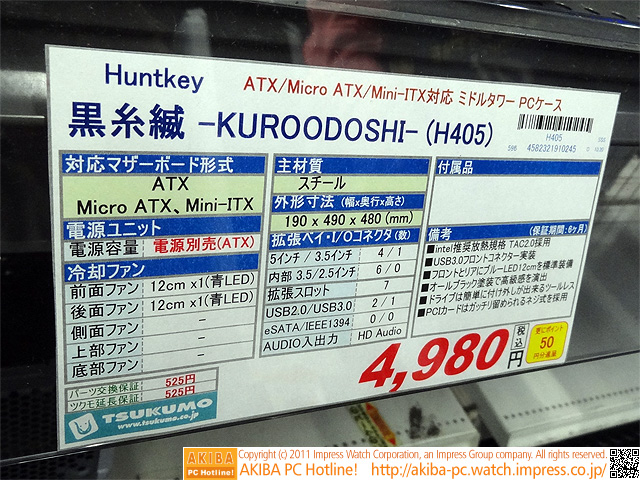 Huntkey
ATX/Micro ATX/Mini-ITX対応 ミドルタワー PCケース
黒糸縅 -KUROODOSHI- (H405)
H405
596 4582321910245
対応マザーボード形式
ATX
Micro ATX、Mini-ITX
電源ユニット
電源容量 電源別売(ATX)
冷却ファン
前面ファン 12cm x1(青LED)
後面ファン 12cm x1(青LED)
側面ファン -
上部ファン -
底部ファン -
パーツ交換保証 525円
ツクモ延長保証 525円
TSUKUMO
www.tsukumo.co.jp
主材質
スチール
外形寸法 (幅x奥行x高さ)
190 x 490 x 480 (mm)
拡張ベイ・I/Oコネクタ (数)
5インチ / 3.5インチ 4 / 1
内部 3.5/2.5インチ 6 / 0
拡張スロット 7
USB2.0/USB3.0 2 / 1
eSATA/IEEE1394 0 / 0
AUDIO入出力 HD Audio
付属品
備考 (保証期間:6ヶ月)
■intel推奨放熱規格 TAC2.0採用
■USB3.0フロントコネクター実装
■フロントとリアにブルーLED12cmを標準装備
■オールブラック塗装で高級感を演出
■ドライブは簡単に付け外しが出来るツールレス
■PCIカードはガッチリ留められるネジ式を採用
4,980円 税込
更にポイント
50
円分進呈
AKIBA
PC Hotline!
Copyright (c) 2011 Impress Watch Corporation, an Impress Group company. All rights reserved.
AKIBA PC Hotline! http://akiba-pc.watch.impress.co.jp/